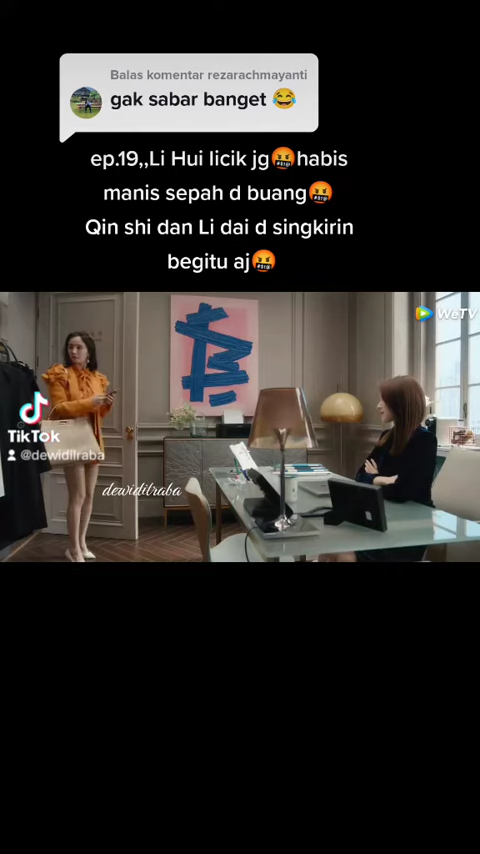 Balas komentar rezarachmayanti
gak sabar banget 😂
ep.19,,Li Hui licik jg🤬habis
manis sepah d buang🤬
Qin shi dan Li dai d singkirin
begitu aj🤬
WeTV
TikTok
@dewidilraba
dewidilraba